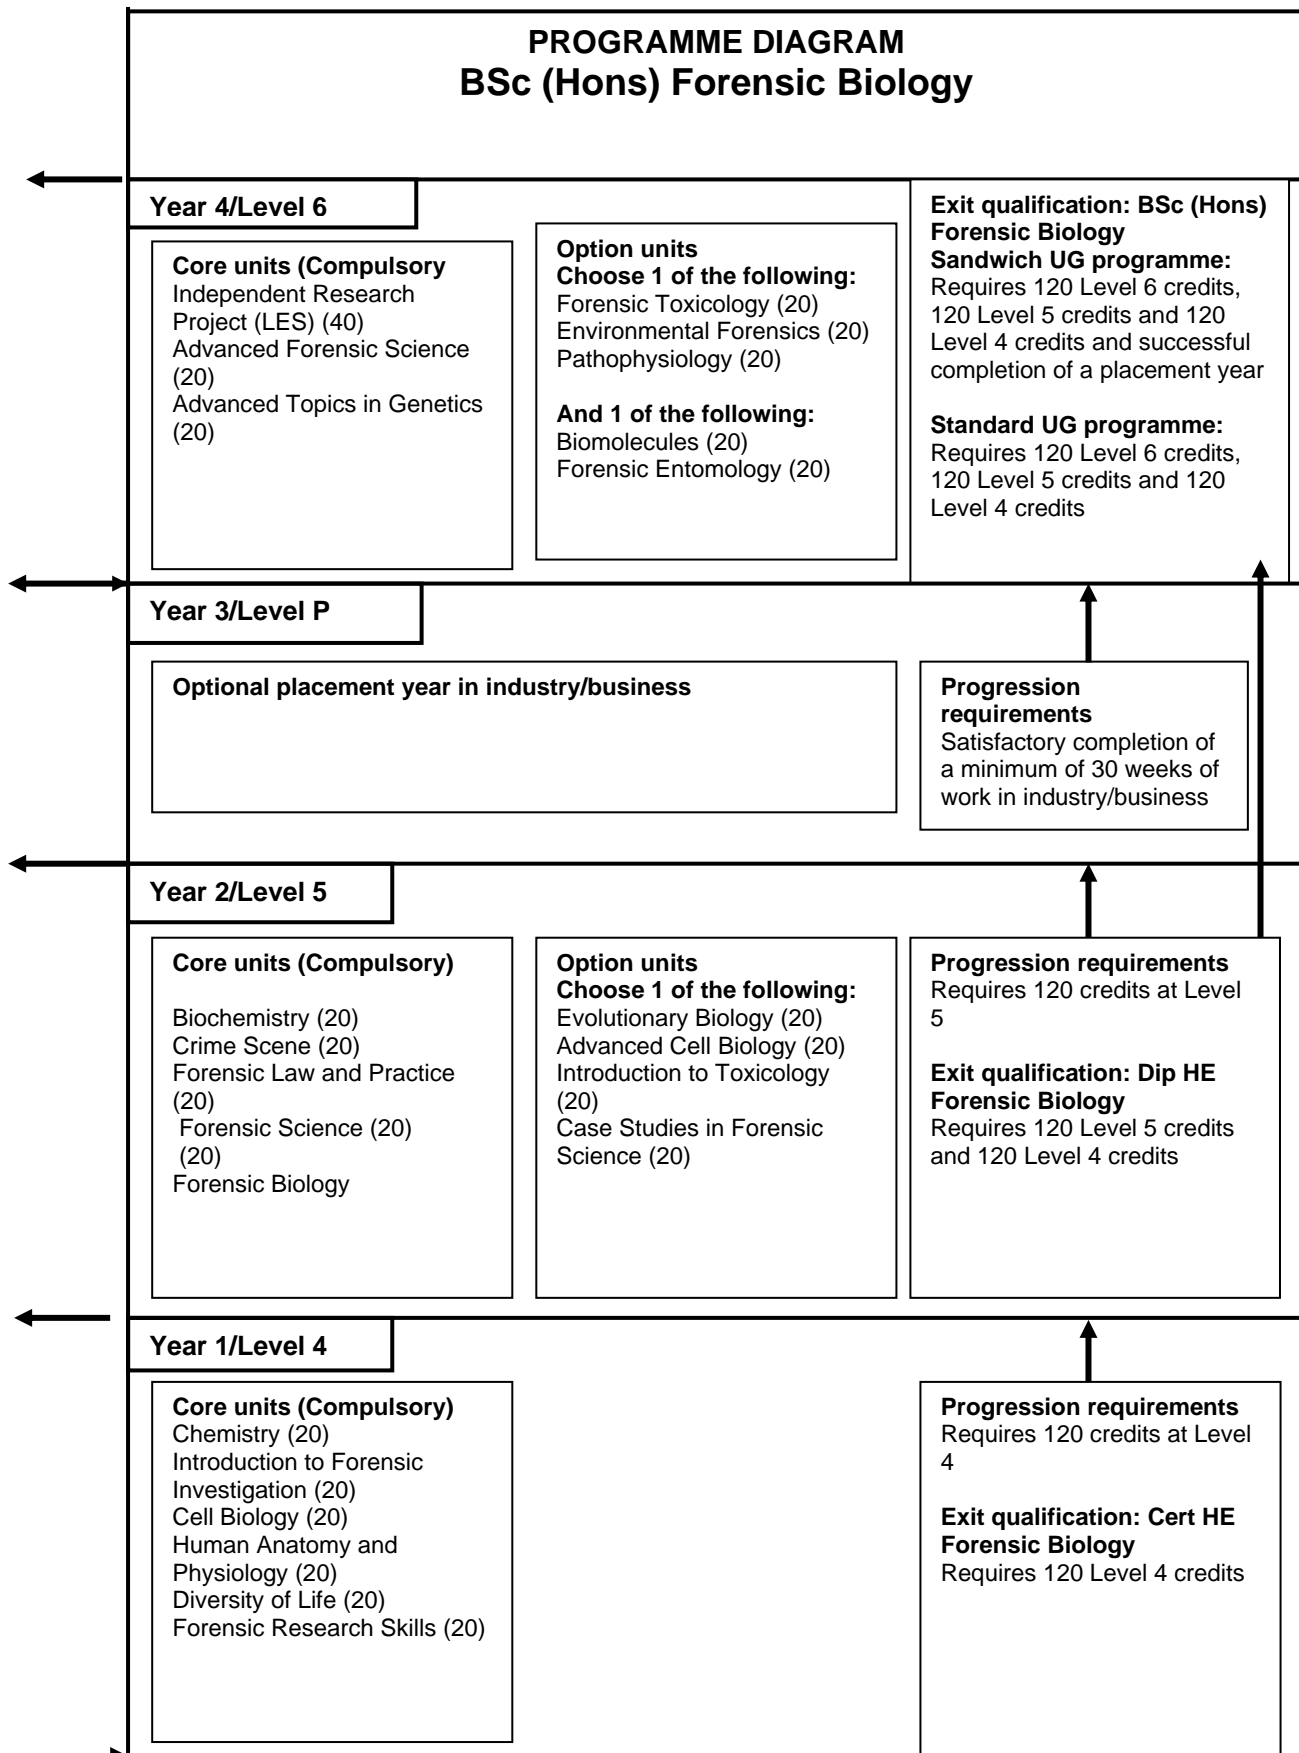 PROGRAMME DIAGRAM
BSc (Hons) Forensic Biology
Year 4/Level 6
Core units (Compulsory
Independent Research
Project (LES) (40)
Advanced Forensic Science
(20)
Advanced Topics in Genetics
(20)
Option units
Choose 1 of the following:
Forensic Toxicology (20)
Environmental Forensics (20)
Pathophysiology (20)
And 1 of the following:
Biomolecules (20)
Forensic Entomology (20)
Exit qualification: BSc (Hons)
Forensic Biology
Sandwich UG programme:
Requires 120 Level 6 credits,
120 Level 5 credits and 120
Level 4 credits and successful
completion of a placement year
Standard UG programme:
Requires 120 Level 6 credits,
120 Level 5 credits and 120
Level 4 credits
Year 3/Level P
Optional placement year in industry/business
Progression
requirements
Satisfactory completion of
a minimum of 30 weeks of
work in industry/business
Year 2/Level 5
Core units (Compulsory)
Biochemistry (20)
Crime Scene (20)
Forensic Law and Practice
(20)
Forensic Science (20)
(20)
Forensic Biology
Option units
Choose 1 of the following:
Evolutionary Biology (20)
Advanced Cell Biology (20)
Introduction to Toxicology
(20)
Case Studies in Forensic
Science (20)
Progression requirements
Requires 120 credits at Level
5
Exit qualification: Dip HE
Forensic Biology
Requires 120 Level 5 credits
and 120 Level 4 credits
Year 1/Level 4
Core units (Compulsory)
Chemistry (20)
Introduction to Forensic
Investigation (20)
Cell Biology (20)
Human Anatomy and
Physiology (20)
Diversity of Life (20)
Forensic Research Skills (20)
Progression requirements
Requires 120 credits at Level
4
Exit qualification: Cert HE
Forensic Biology
Requires 120 Level 4 credits